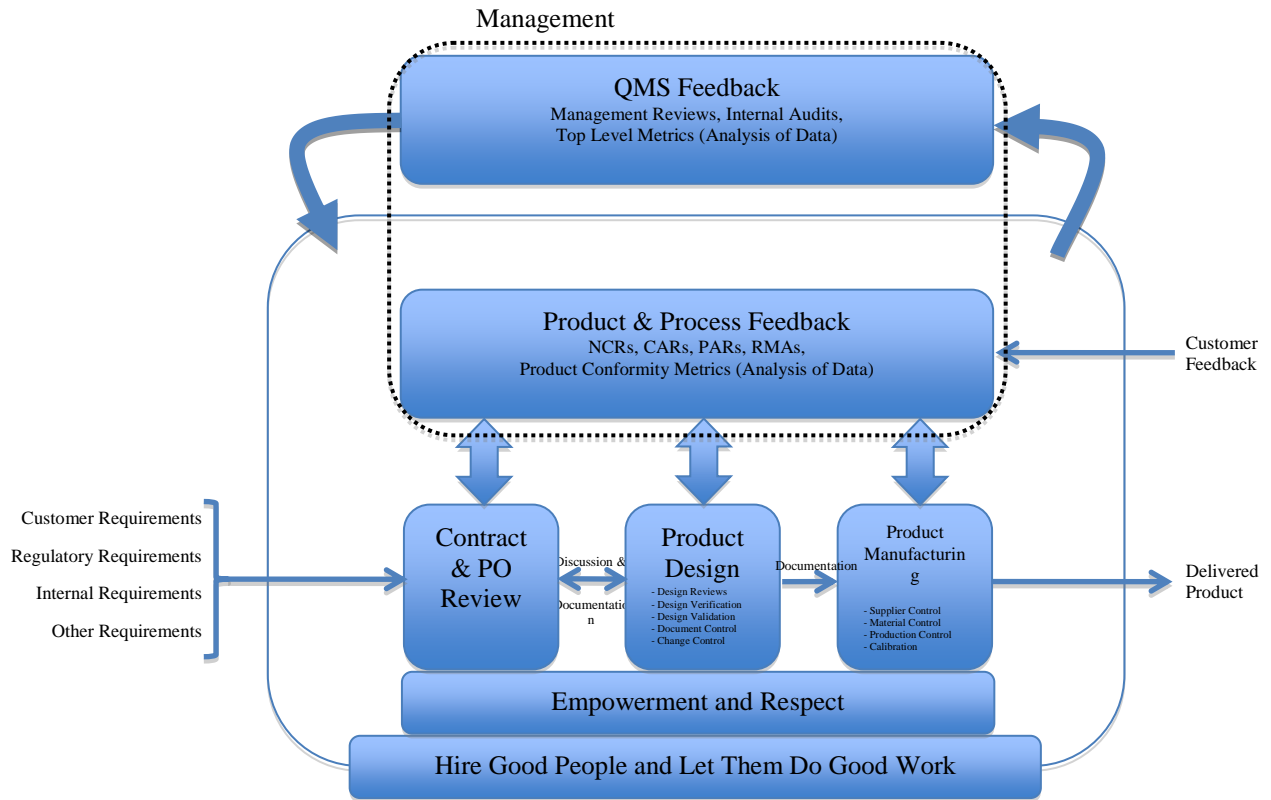 Management
QMS Feedback
Management Reviews, Internal Audits,
Top Level Metrics (Analysis of Data)
Product & Process Feedback
NCRs, CARs, PARs, RMAs,
Product Conformity Metrics (Analysis of Data)
Customer
Feedback
Customer Requirements
Regulatory Requirements
Internal Requirements
Other Requirements
Contract
& PO
Review
Discussion &
Documentatio
n
Product
Design
- Design Reviews
- Design Verification
- Design Validation
- Document Control
- Change Control
Documentation
Product
Manufacturin
g
- Supplier Control
- Material Control
- Production Control
- Calibration
Delivered
Product
Empowerment and Respect
Hire Good People and Let Them Do Good Work